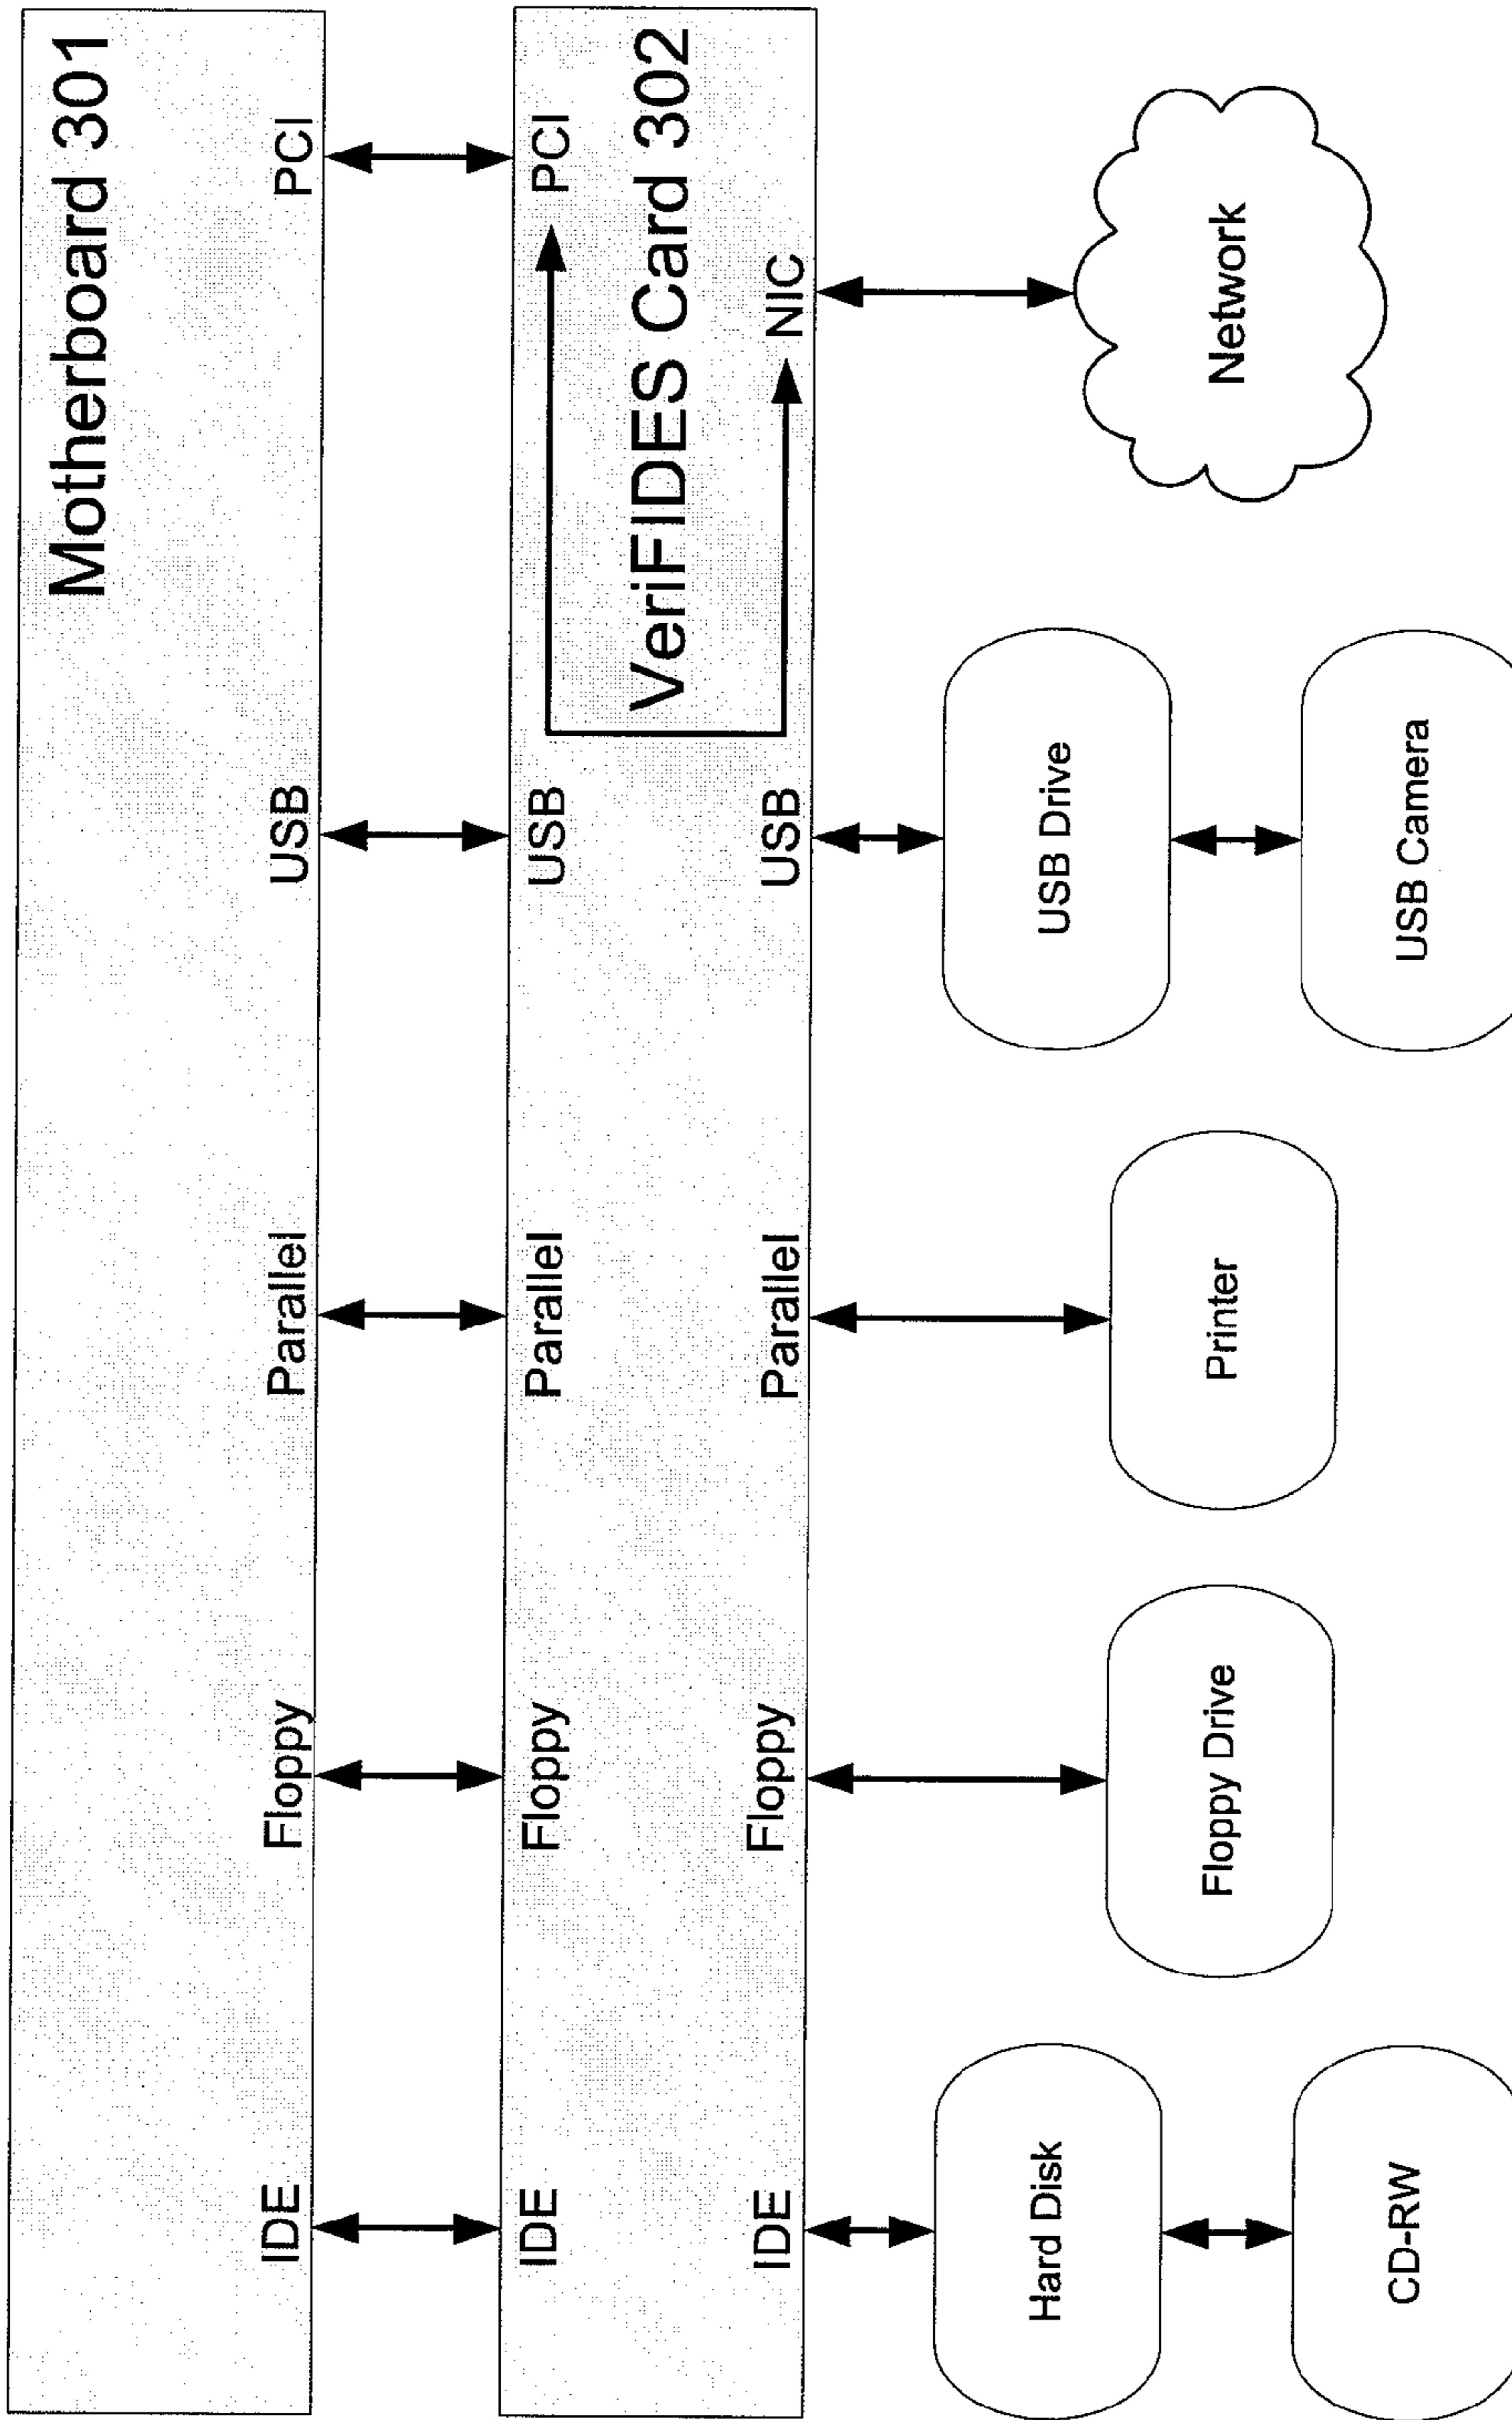 Motherboard 301
IDE
Floppy
Parallel
USB
PCI
IDE
Floppy
Parallel
USB
PCI
VeriFIDES Card 302
IDE
Floppy
Parallel
USB
NIC
Hard Disk
CD-RW
Floppy Drive
Printer
USB Drive
USB Camera
Network